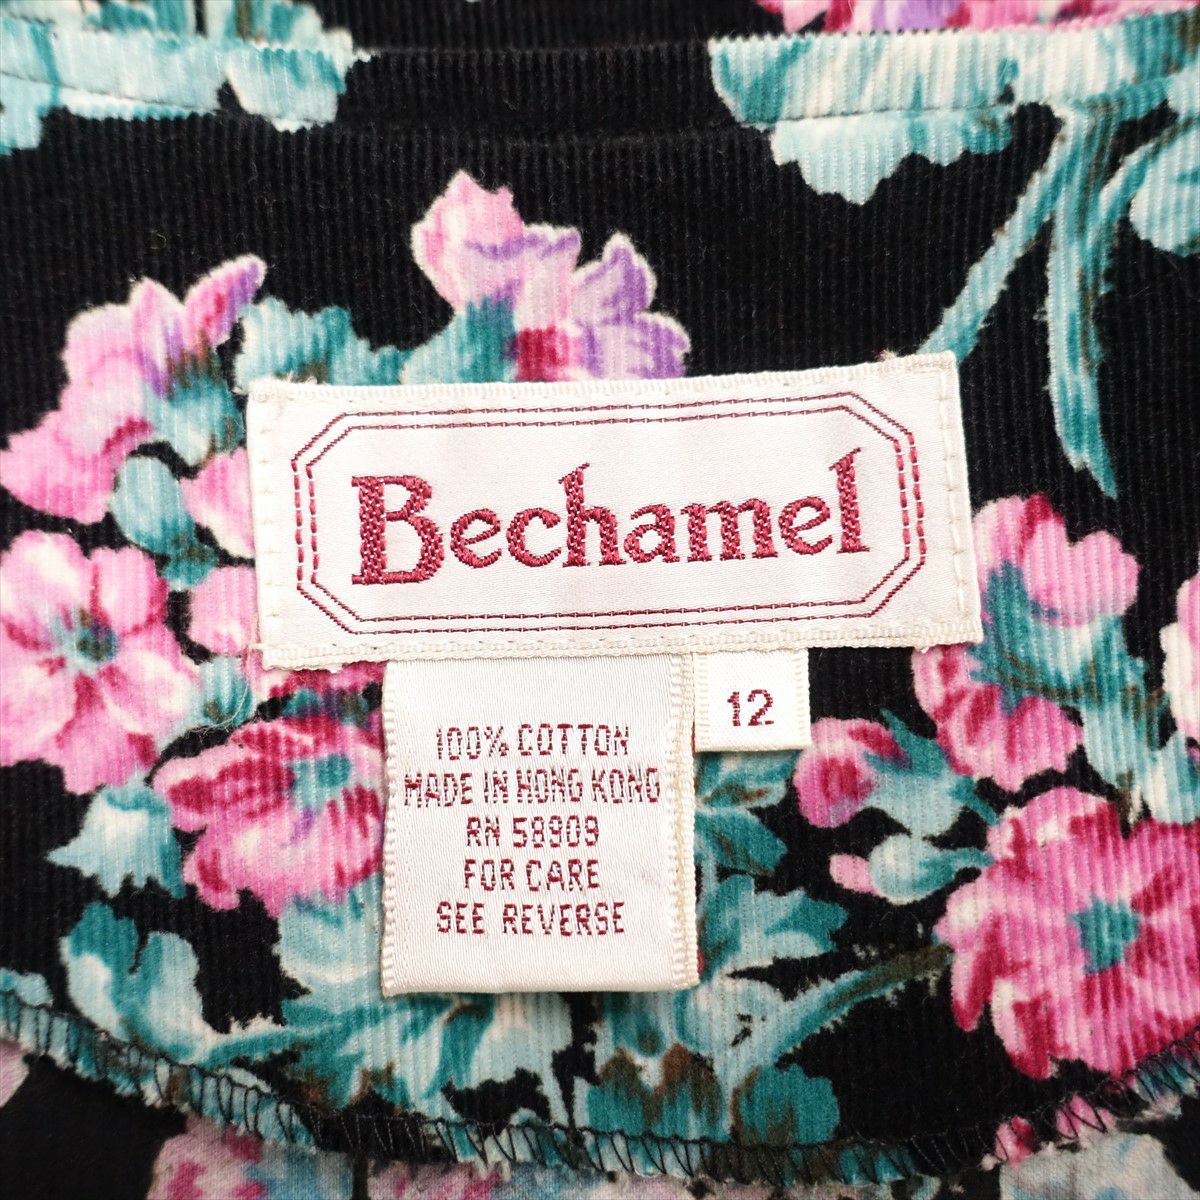 Bechamel
12
100% COTTON
MADE IN HONG KONG
RN 58909
FOR CARE
SEE REVERSE